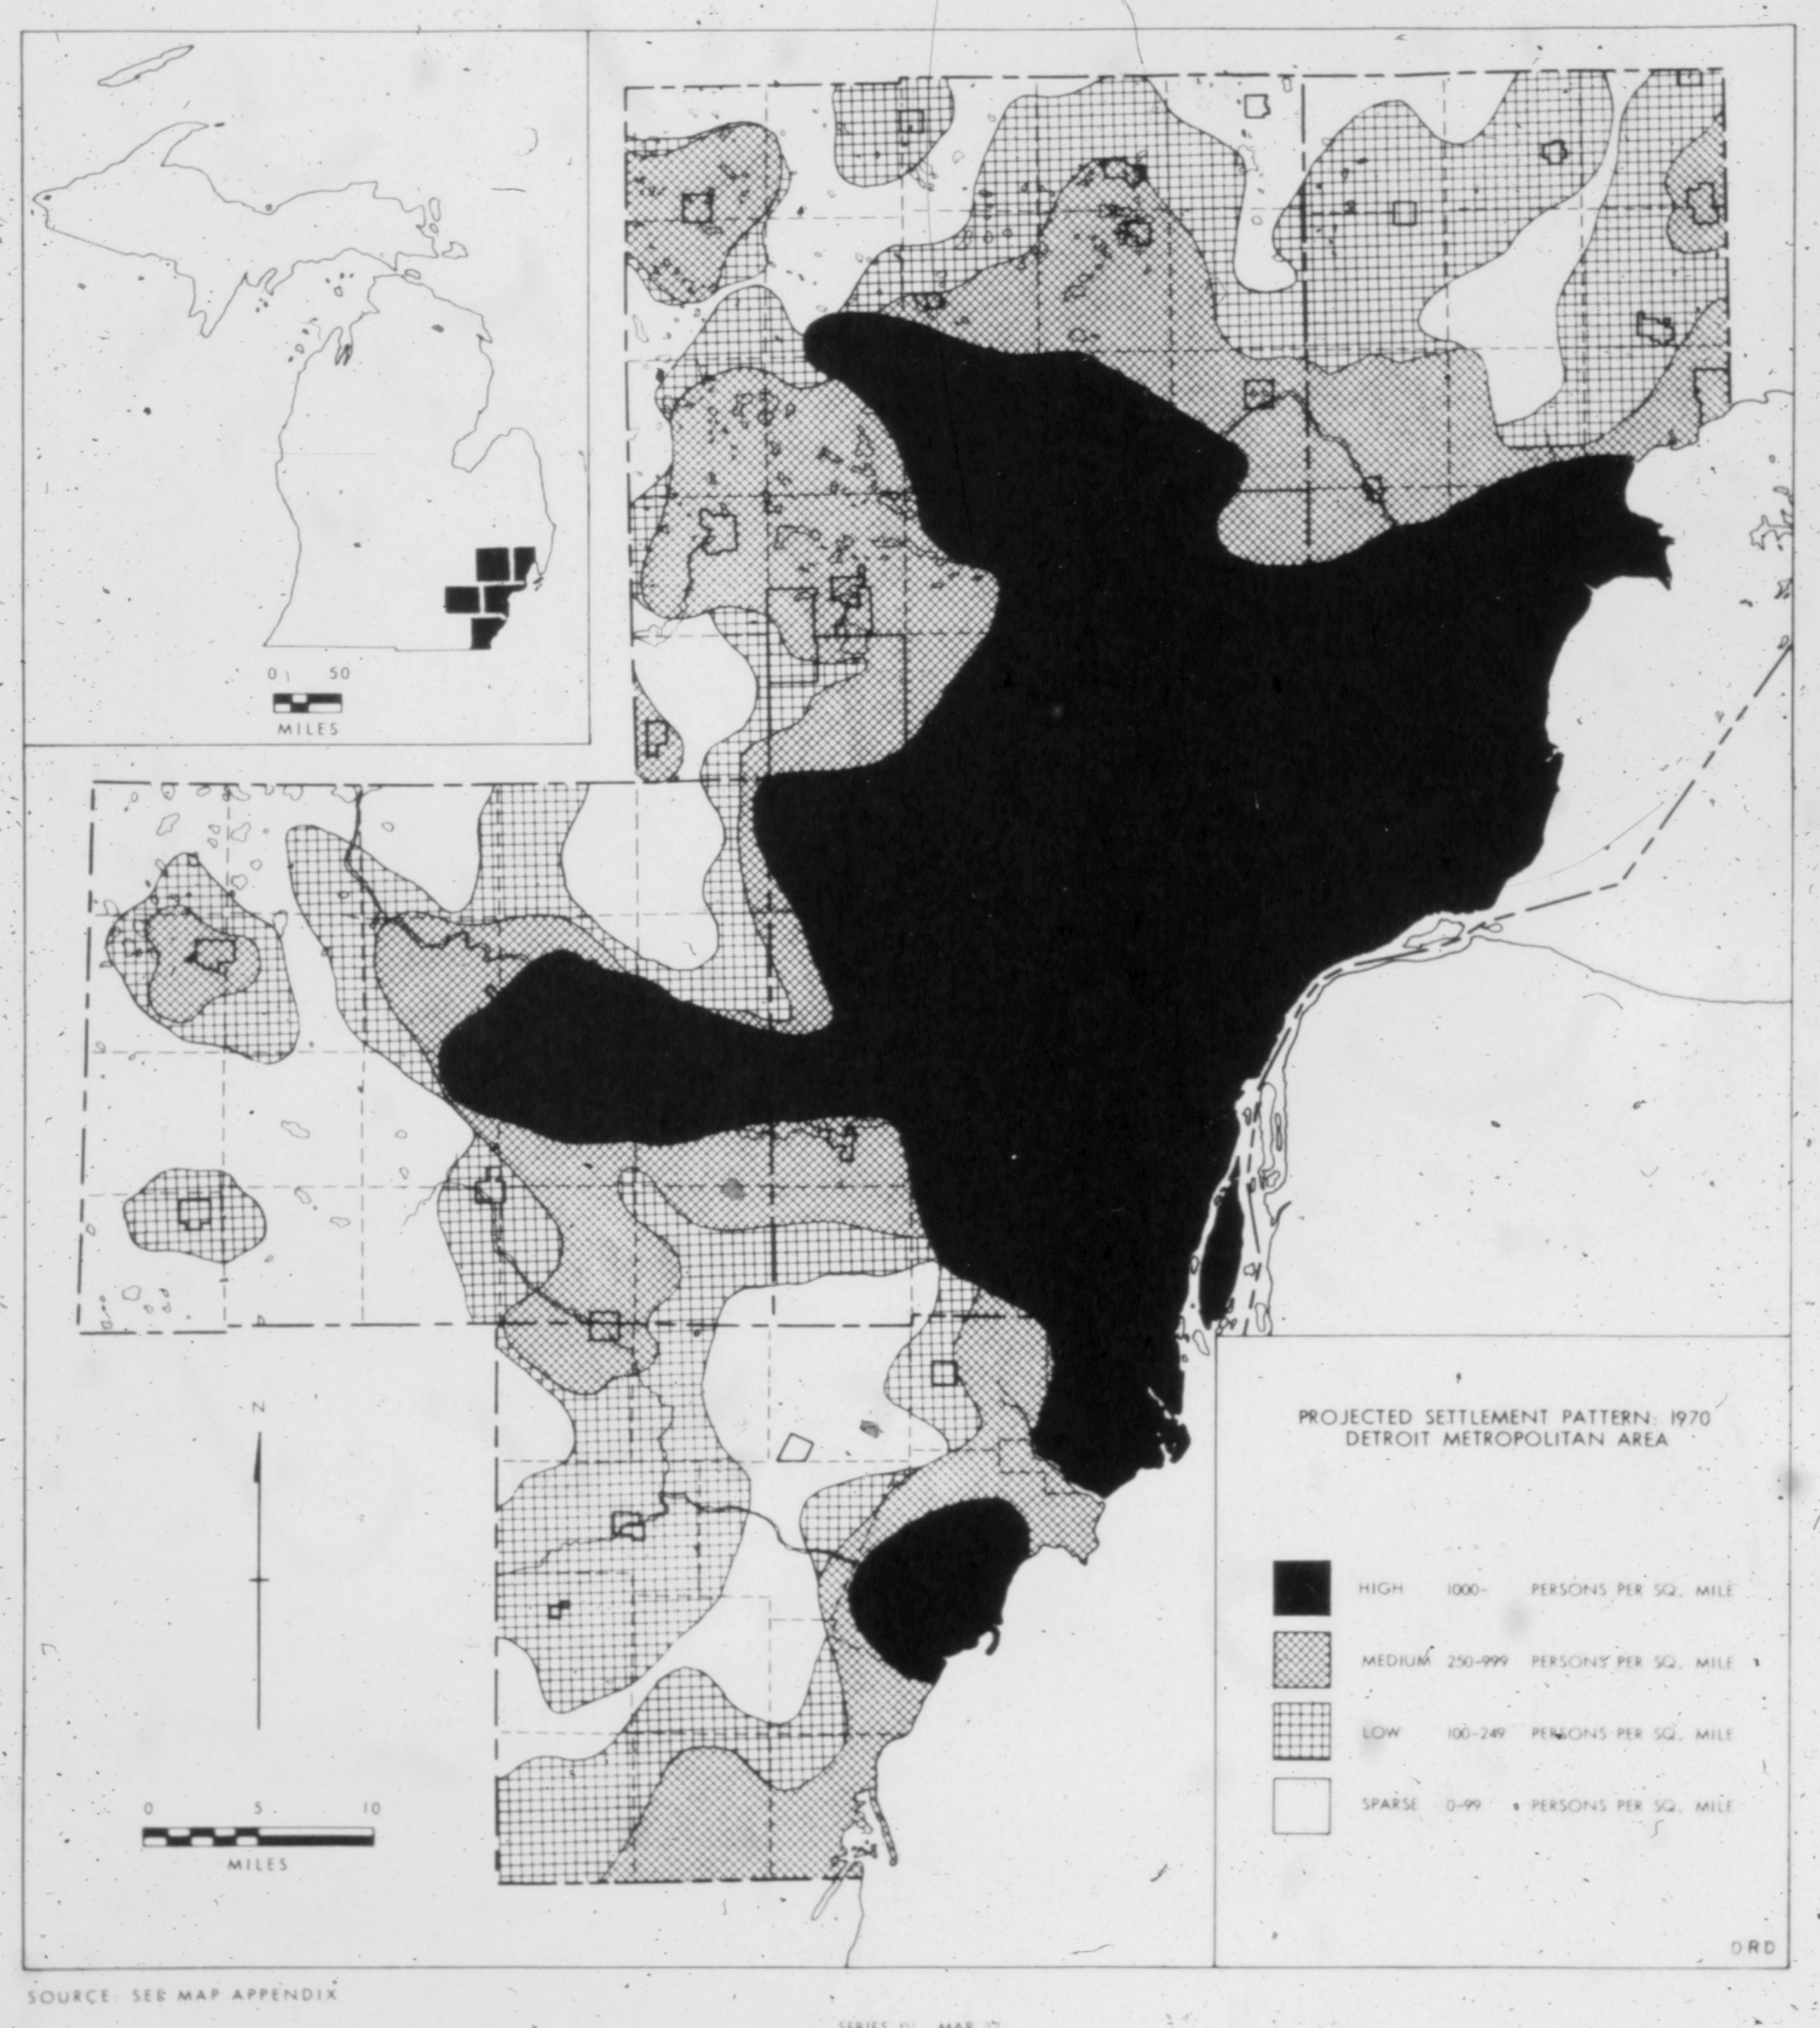 0 50
MILES
N
0 5 10
MILES
PROJECTED SETTLEMENT PATTERN: 1970
DETROIT METROPOLITAN AREA
HIGH 1000- PERSONS PER SQ. MILE
MEDIUM 250-999 PERSONS PER SQ. MILE
LOW 100-249 PERSONS PER SQ. MILE
SPARSE 0-99 PERSONS PER SQ. MILE
DRD
SOURCE: SEE MAP APPENDIX
SERIES IV MAP